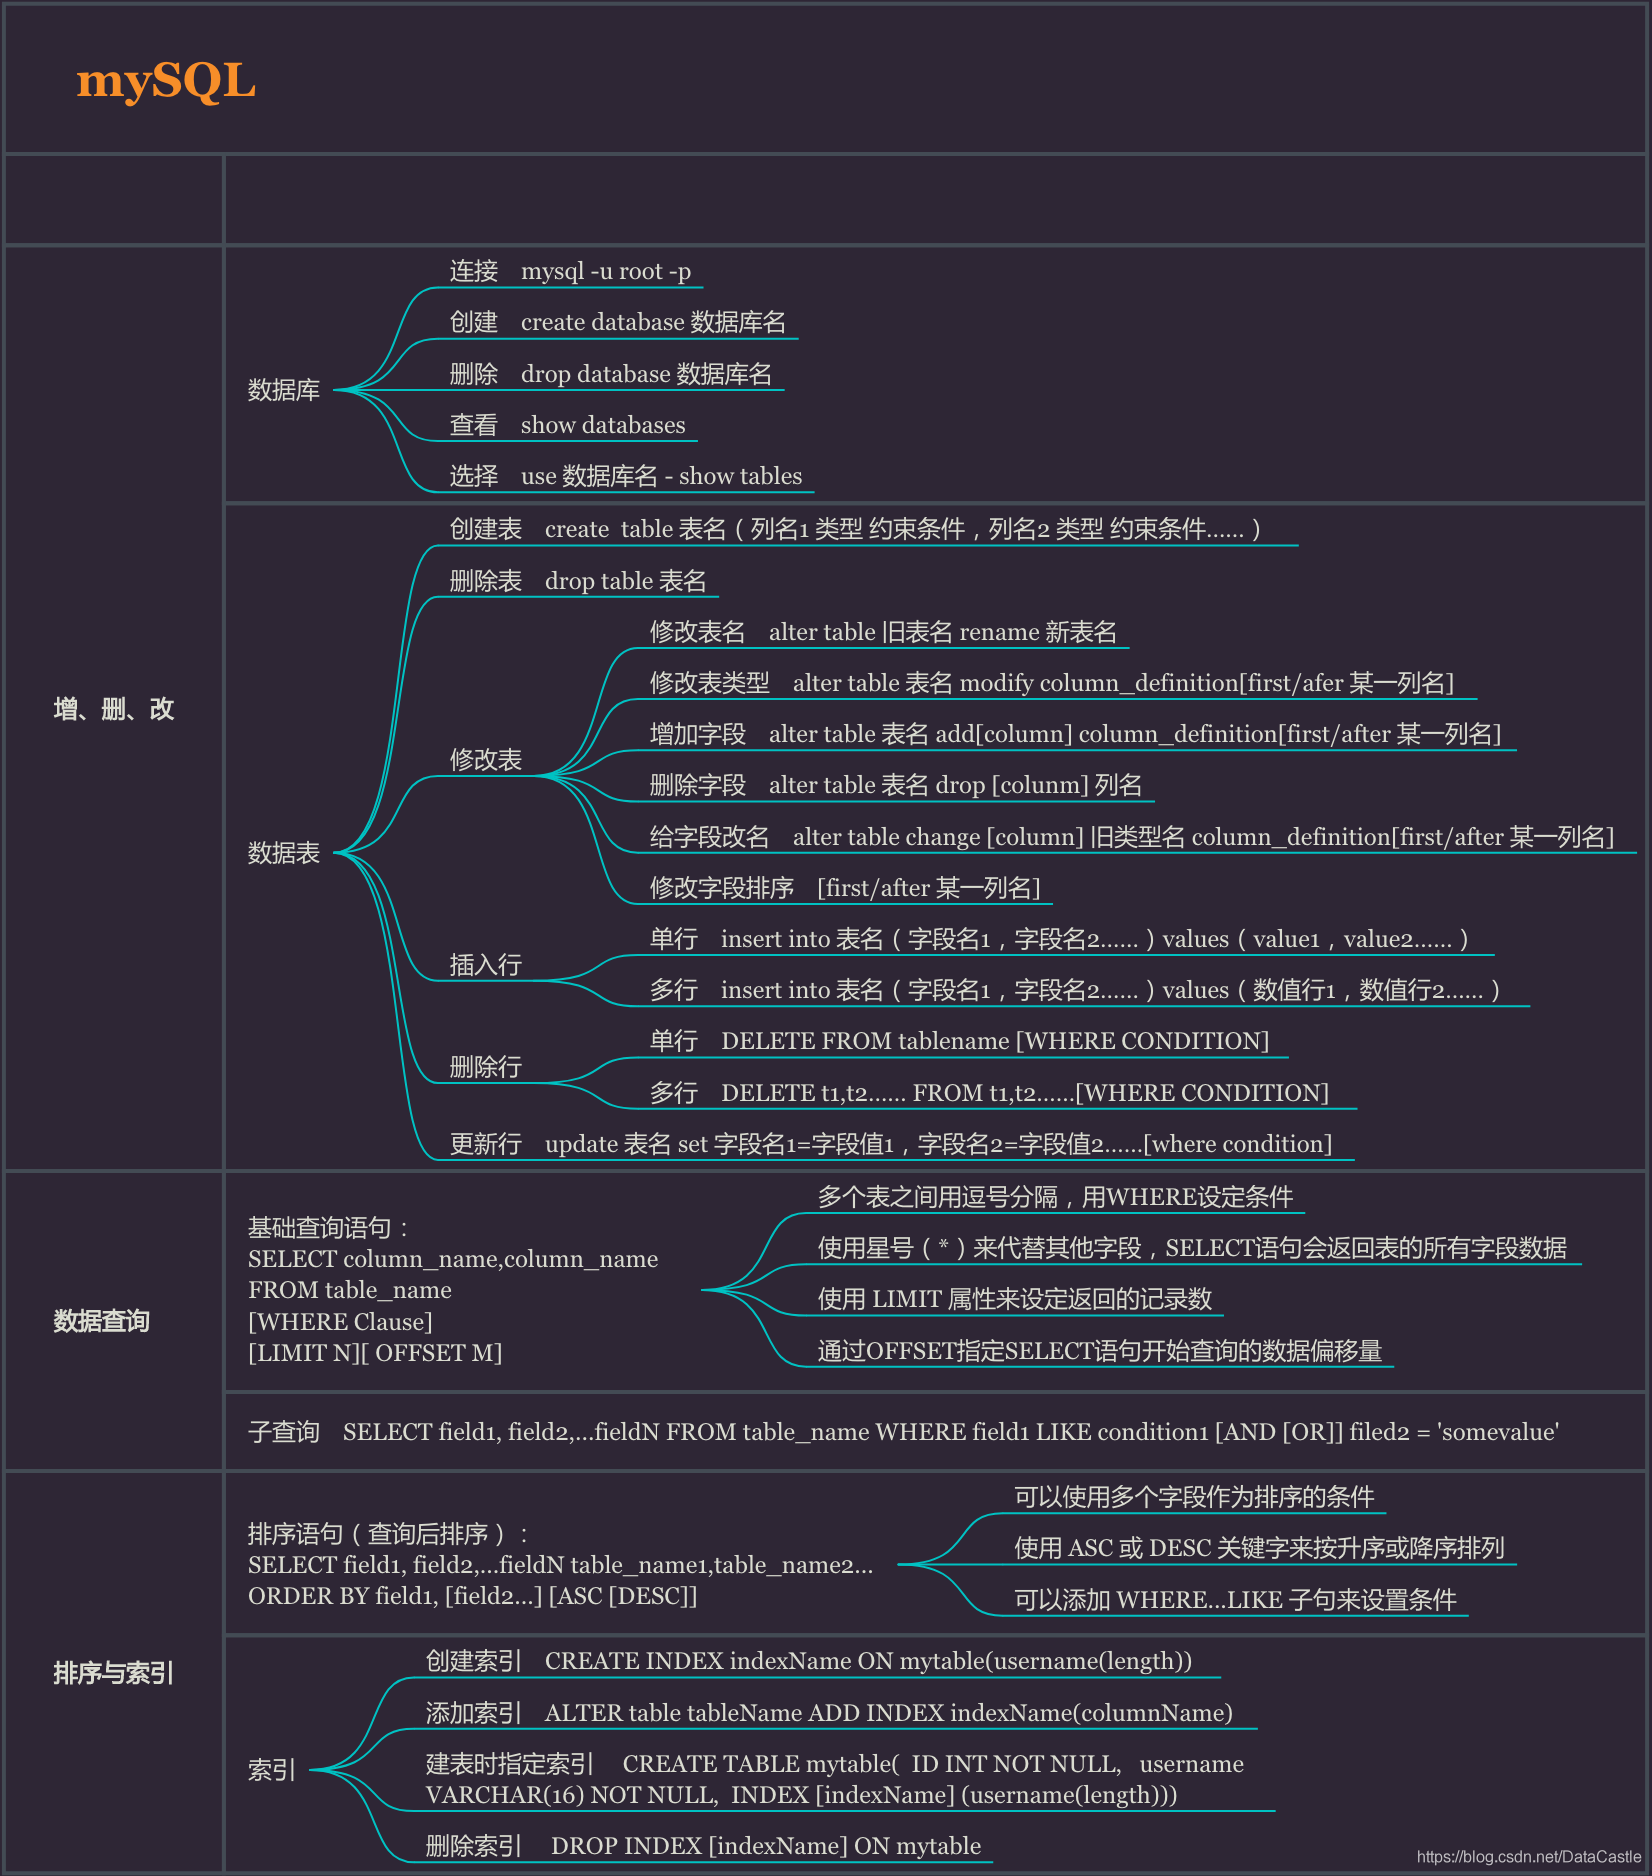 mySQL
增、删、改
数据库
连接 mysql -u root -p
创建 create database 数据库名
删除 drop database 数据库名
查看 show databases
选择 use 数据库名 - show tables
数据表
创建表 create table 表名（列名1 类型 约束条件，列名2 类型 约束条件……）
删除表 drop table 表名
修改表
修改表名 alter table 旧表名 rename 新表名
修改表类型 alter table 表名 modify column_definition[first/afer 某一列名]
增加字段 alter table 表名 add[column] column_definition[first/after 某一列名]
删除字段 alter table 表名 drop [colunm] 列名
给字段改名 alter table change [column] 旧类型名 column_definition[first/after 某一列名]
修改字段排序 [first/after 某一列名]
插入行
单行 insert into 表名（字段名1，字段名2……）values（value1，value2……）
多行 insert into 表名（字段名1，字段名2……）values（数值行1，数值行2……）
删除行
单行 DELETE FROM tablename [WHERE CONDITION]
多行 DELETE t1,t2…… FROM t1,t2……[WHERE CONDITION]
更新行 update 表名 set 字段名1=字段值1，字段名2=字段值2……[where condition]
数据查询
基础查询语句：
SELECT column_name,column_name
FROM table_name
[WHERE Clause]
[LIMIT N][ OFFSET M]
多个表之间用逗号分隔，用WHERE设定条件
使用星号（*）来代替其他字段，SELECT语句会返回表的所有字段数据
使用 LIMIT 属性来设定返回的记录数
通过OFFSET指定SELECT语句开始查询的数据偏移量
子查询 SELECT field1, field2,...fieldN FROM table_name WHERE field1 LIKE condition1 [AND [OR]] filed2 = 'somevalue'
排序与索引
排序语句（查询后排序）：
SELECT field1, field2,...fieldN table_name1,table_name2...
ORDER BY field1, [field2...] [ASC [DESC]]
可以使用多个字段作为排序的条件
使用 ASC 或 DESC 关键字来按升序或降序排列
可以添加 WHERE...LIKE 子句来设置条件
索引
创建索引 CREATE INDEX indexName ON mytable(username(length))
添加索引 ALTER table tableName ADD INDEX indexName(columnName)
建表时指定索引 CREATE TABLE mytable( ID INT NOT NULL, username
VARCHAR(16) NOT NULL, INDEX [indexName] (username(length)))
删除索引 DROP INDEX [indexName] ON mytable
https://blog.csdn.net/DataCastle